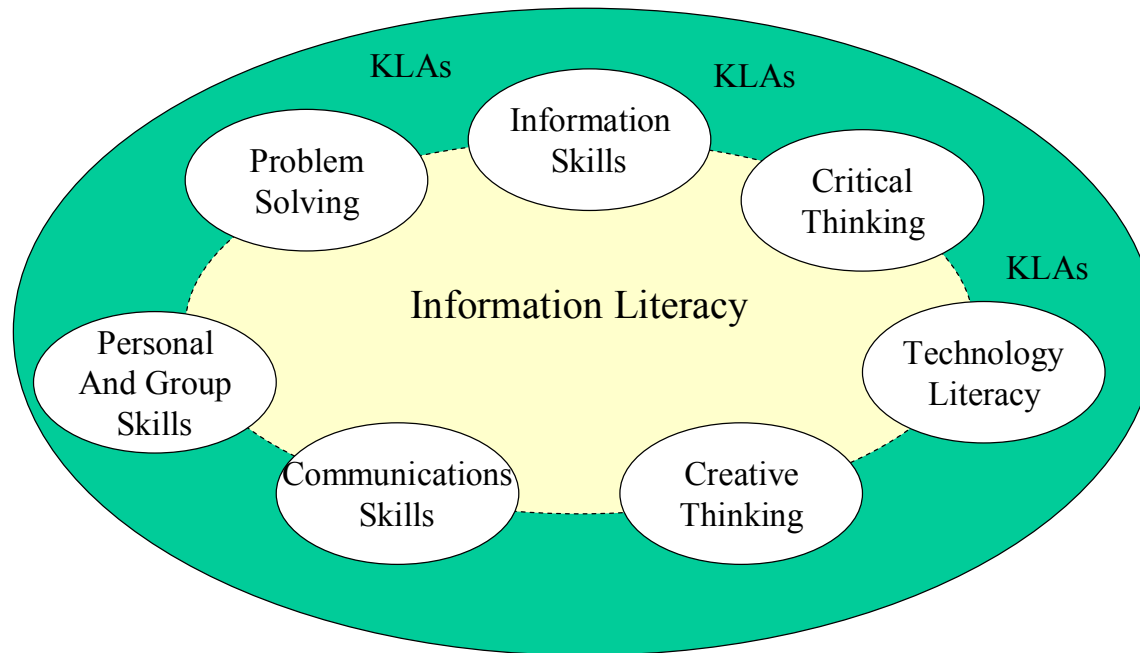 KLAs
KLAs
Information
Skills
Problem
Solving
Critical
Thinking
KLAs
Information Literacy
Personal
And Group
Skills
Technology
Literacy
Communications
Skills
Creative
Thinking